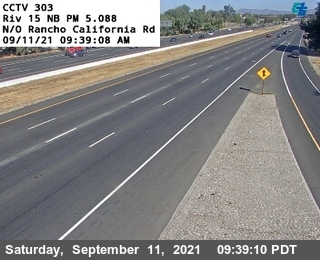 CCTV 303
Riv 15 NB PM 5.088
N/O Rancho California Rd
09/11/21 09:39:08 AM
Saturday, September 11, 2021 09:39:10 PDT